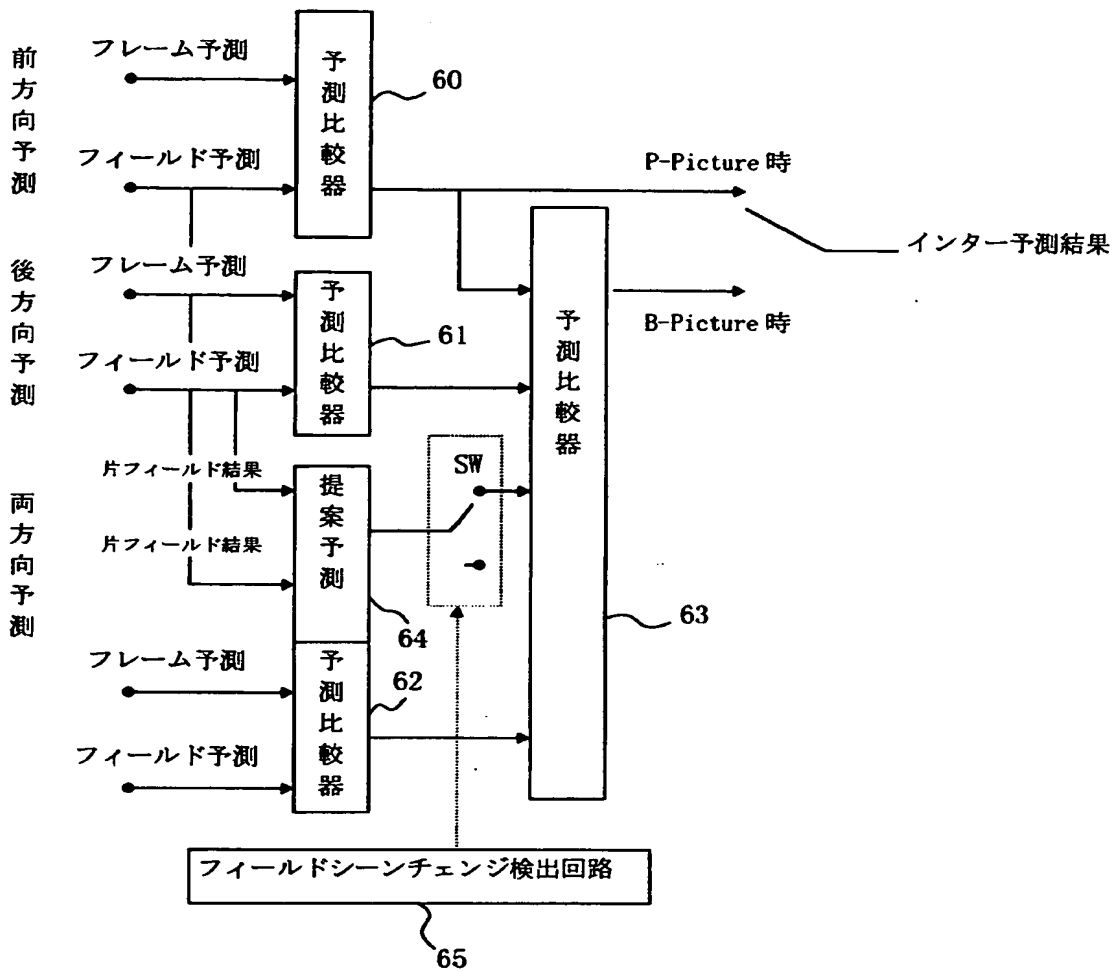 前方向予測
フレーム予測
フィールド予測
予測比較器
60
P-Picture 時
インター予測結果
B-Picture 時
後方向予測
フレーム予測
フィールド予測
予測比較器
61
予測比較器
63
両方向予測
片フィールド結果
片フィールド結果
提案予測
64
SW
フレーム予測
フィールド予測
予測比較器
62
フィールドシーンチェンジ検出回路
65